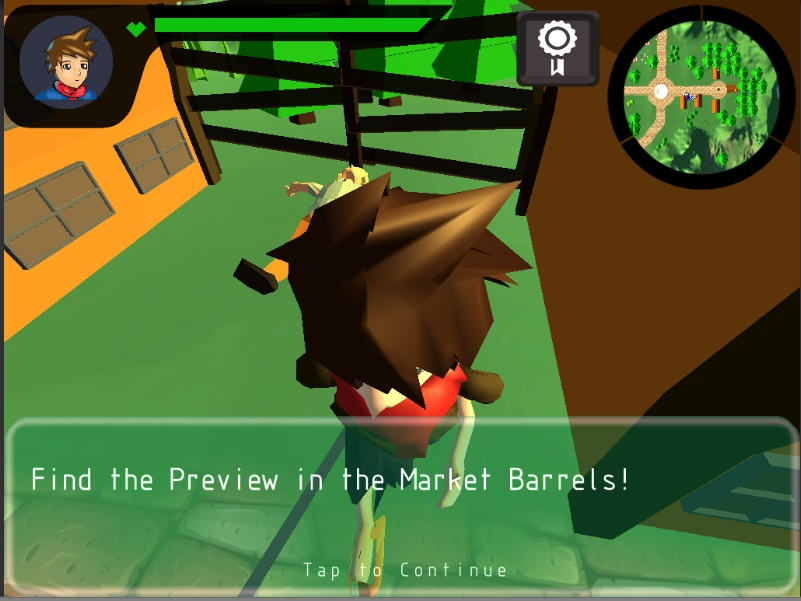 Find the Preview in the Market Barrels!
Tap to Continue